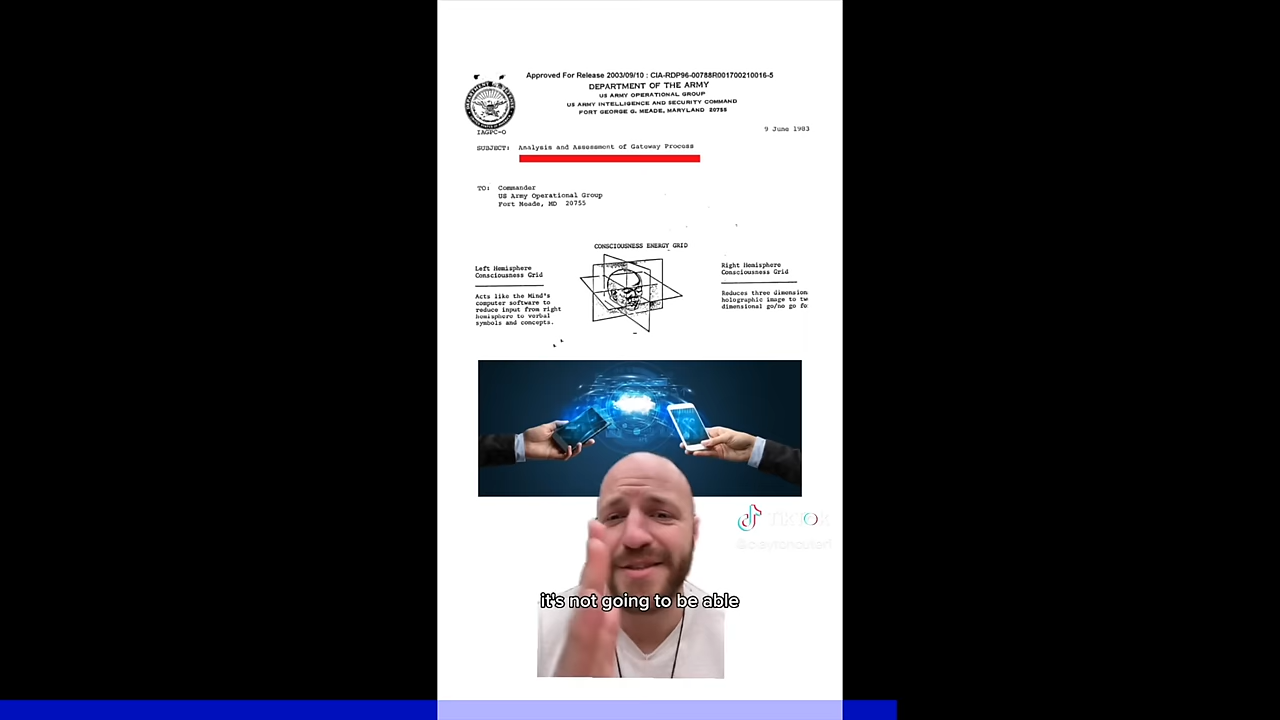 Approved For Release 2003/09/10 : CIA-RDP96-00788R001700210016-5
DEPARTMENT OF THE ARMY
US ARMY OPERATIONAL GROUP
US ARMY INTELLIGENCE AND SECURITY COMMAND
FORT GEORGE G. MEADE, MARYLAND 20755
IAGPC-O
9 June 1983
SUBJECT: Analysis and Assessment of Gateway Process
TO: Commander
US Army Operational Group
Fort Meade, MD 20755
CONSCIOUSNESS ENERGY GRID
Left Hemisphere
Consciousness Grid
Acts like the Mind's
computer software to
reduce input from right
hemisphere to verbal
symbols and concepts.
Right Hemisphere
Consciousness Grid
Reduces three dimension
holographic image to tw
dimensional go/no go fo
TikTok
it's not going to be able